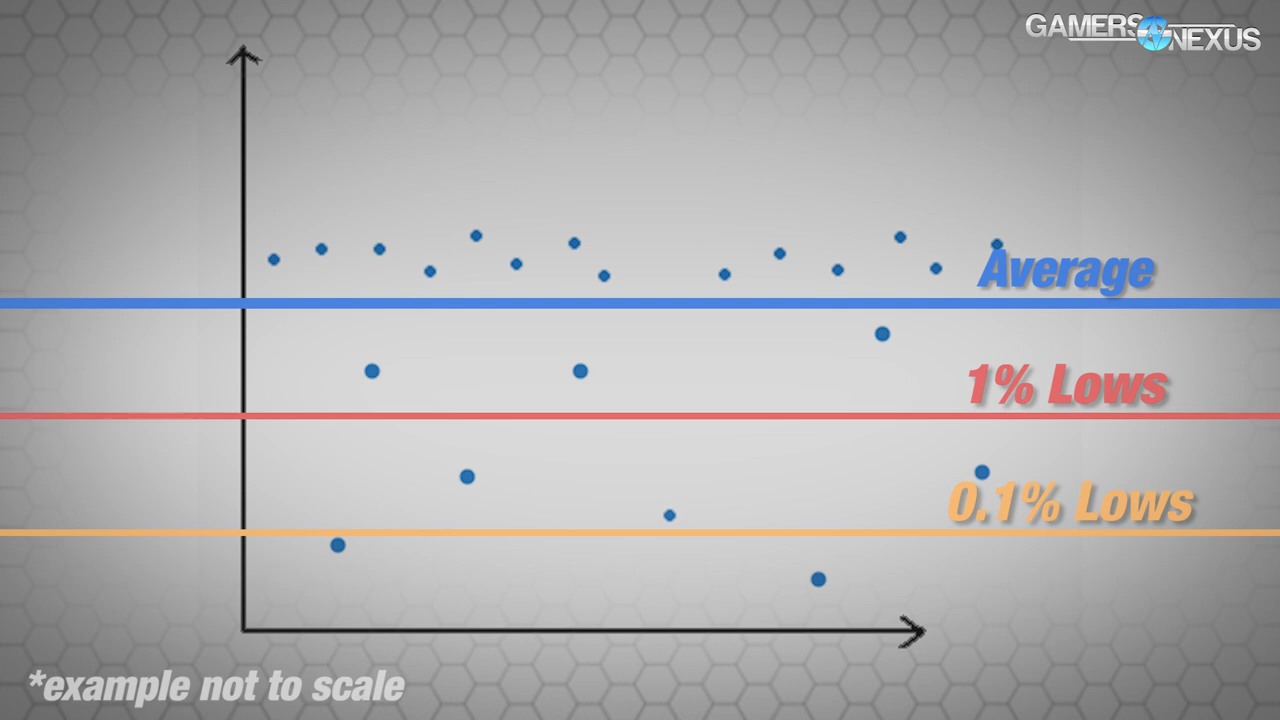 GAMERS NEXUS
Average
1% Lows
0.1% Lows
*example not to scale